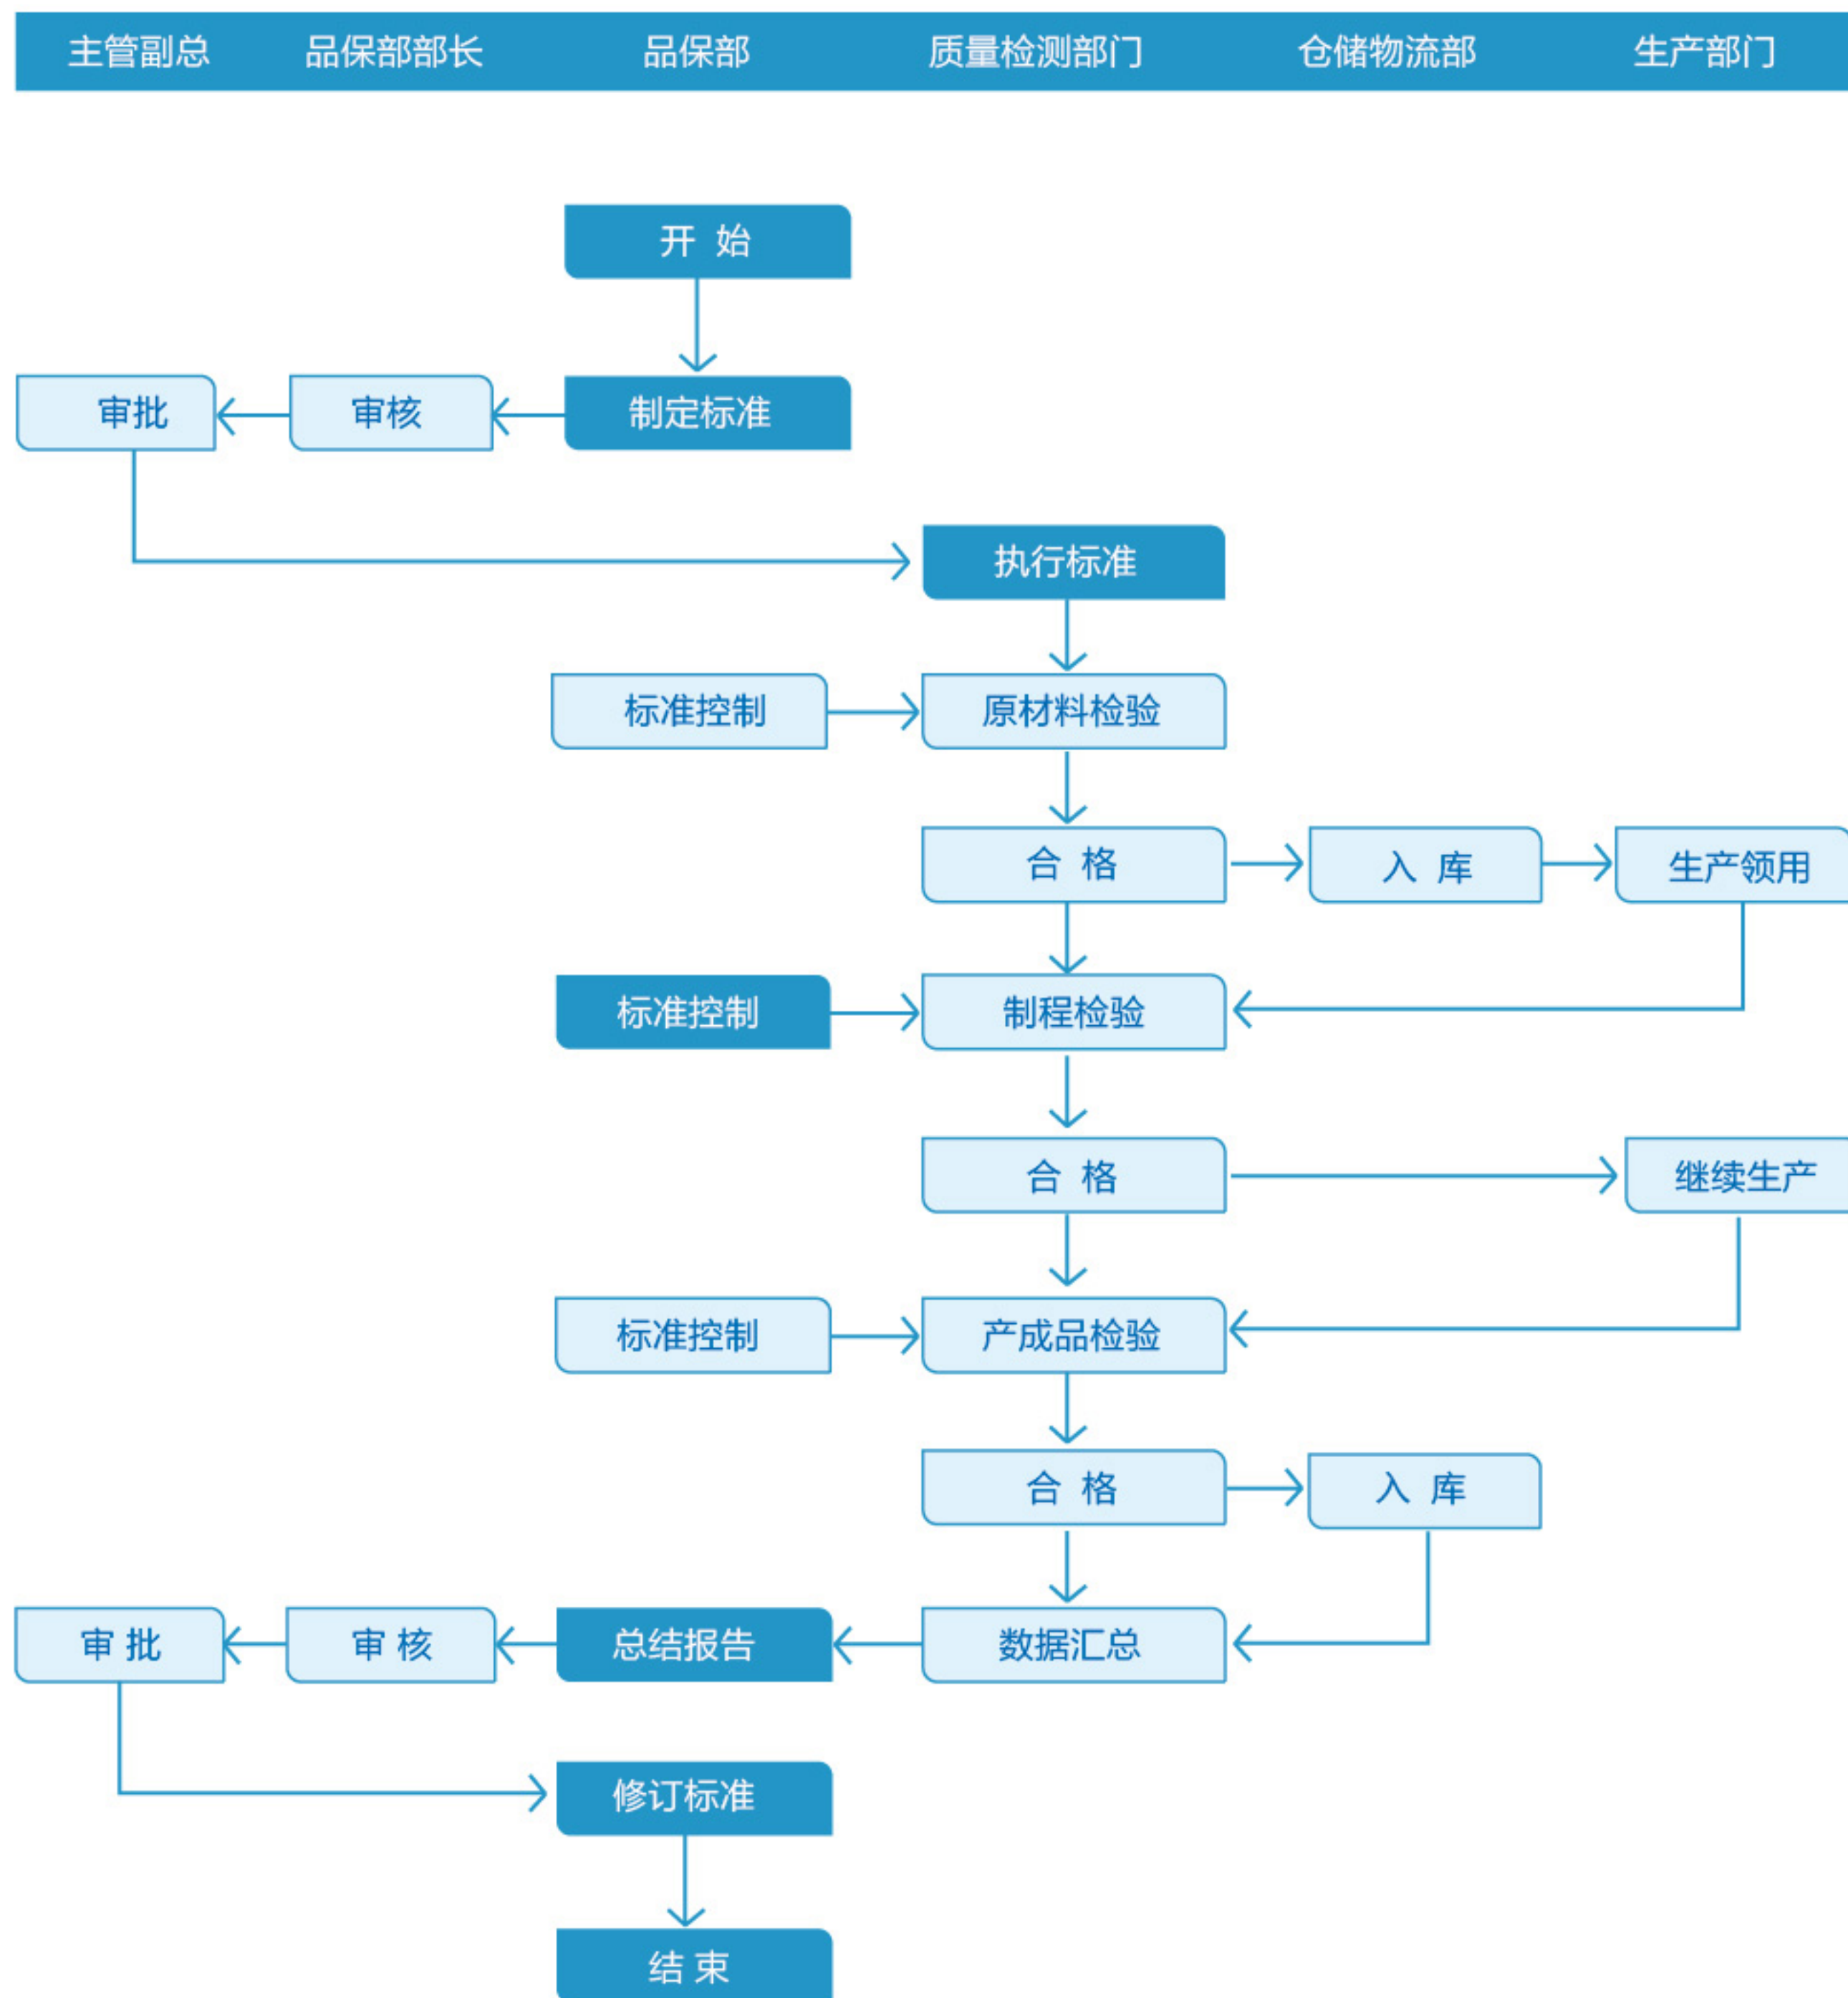 主管副总 品保部部长 品保部 质量检测部门 仓储物流部 生产部门
开 始
审批 审核 制定标准
执行标准
标准控制 原材料检验
合 格 入 库 生产领用
标准控制 制程检验
合 格 继续生产
标准控制 产成品检验
合 格 入 库
审 批 审 核 总结报告 数据汇总
修订标准
结 束